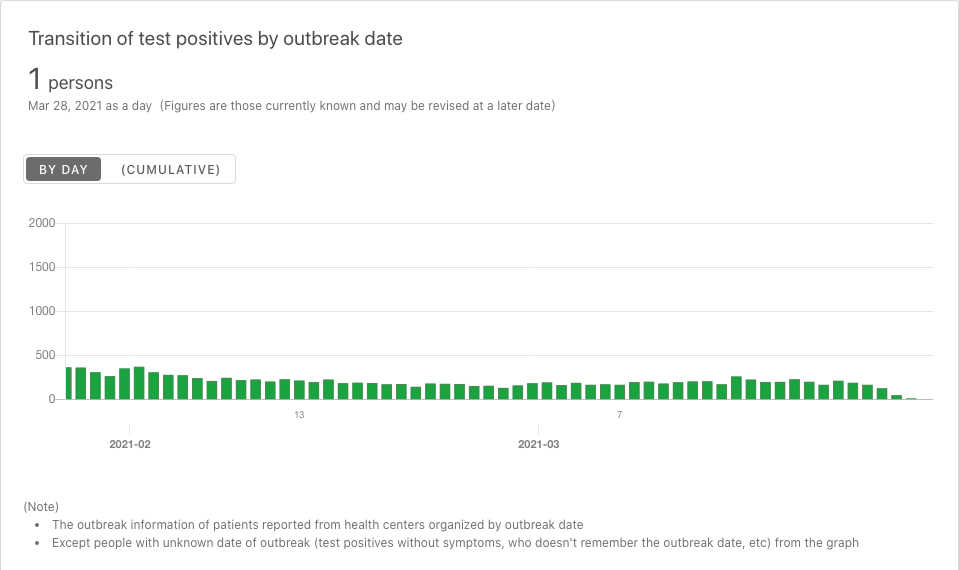 Transition of test positives by outbreak date
1 persons
Mar 28, 2021 as a day (Figures are those currently known and may be revised at a later date)
BY DAY (CUMULATIVE)
2000
1500
1000
500
0
13 7
2021-02 2021-03
(Note)
• The outbreak information of patients reported from health centers organized by outbreak date
• Except people with unknown date of outbreak (test positives without symptoms, who doesn't remember the outbreak date, etc) from the graph